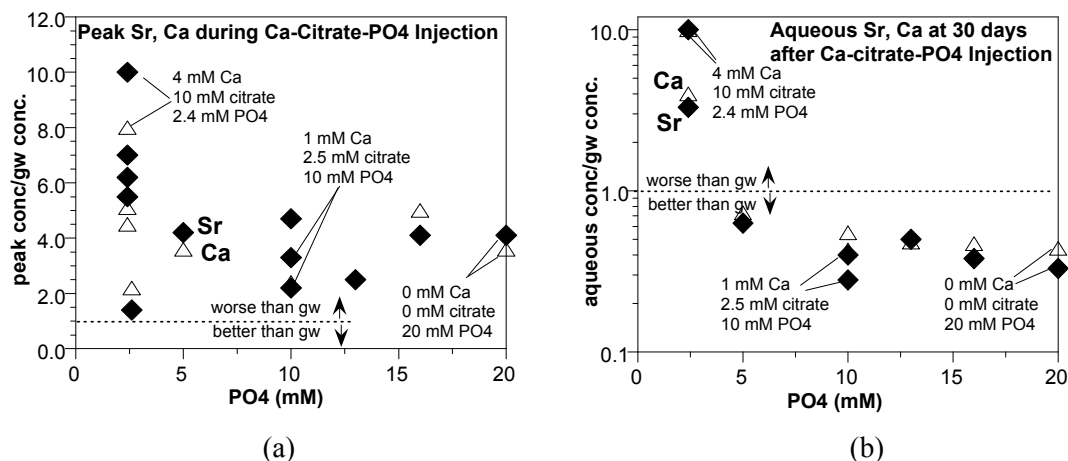 Peak Sr, Ca during Ca-Citrate-PO4 Injection
12.0
10.0
8.0
6.0
4.0
2.0
0.0
peak conc/gw conc.
4 mM Ca
10 mM citrate
2.4 mM PO4
1 mM Ca
2.5 mM citrate
10 mM PO4
Sr
Ca
0 mM Ca
0 mM citrate
20 mM PO4
worse than gw
better than gw
0 5 10 15 20
PO4 (mM)
(a)
Aqueous Sr, Ca at 30 days
after Ca-citrate-PO4 Injection
10.0
1.0
0.1
aqueous conc/gw conc.
4 mM Ca
10 mM citrate
2.4 mM PO4
Ca
Sr
worse than gw
better than gw
1 mM Ca
2.5 mM citrate
10 mM PO4
0 mM Ca
0 mM citrate
20 mM PO4
0 5 10 15 20
PO4 (mM)
(b)